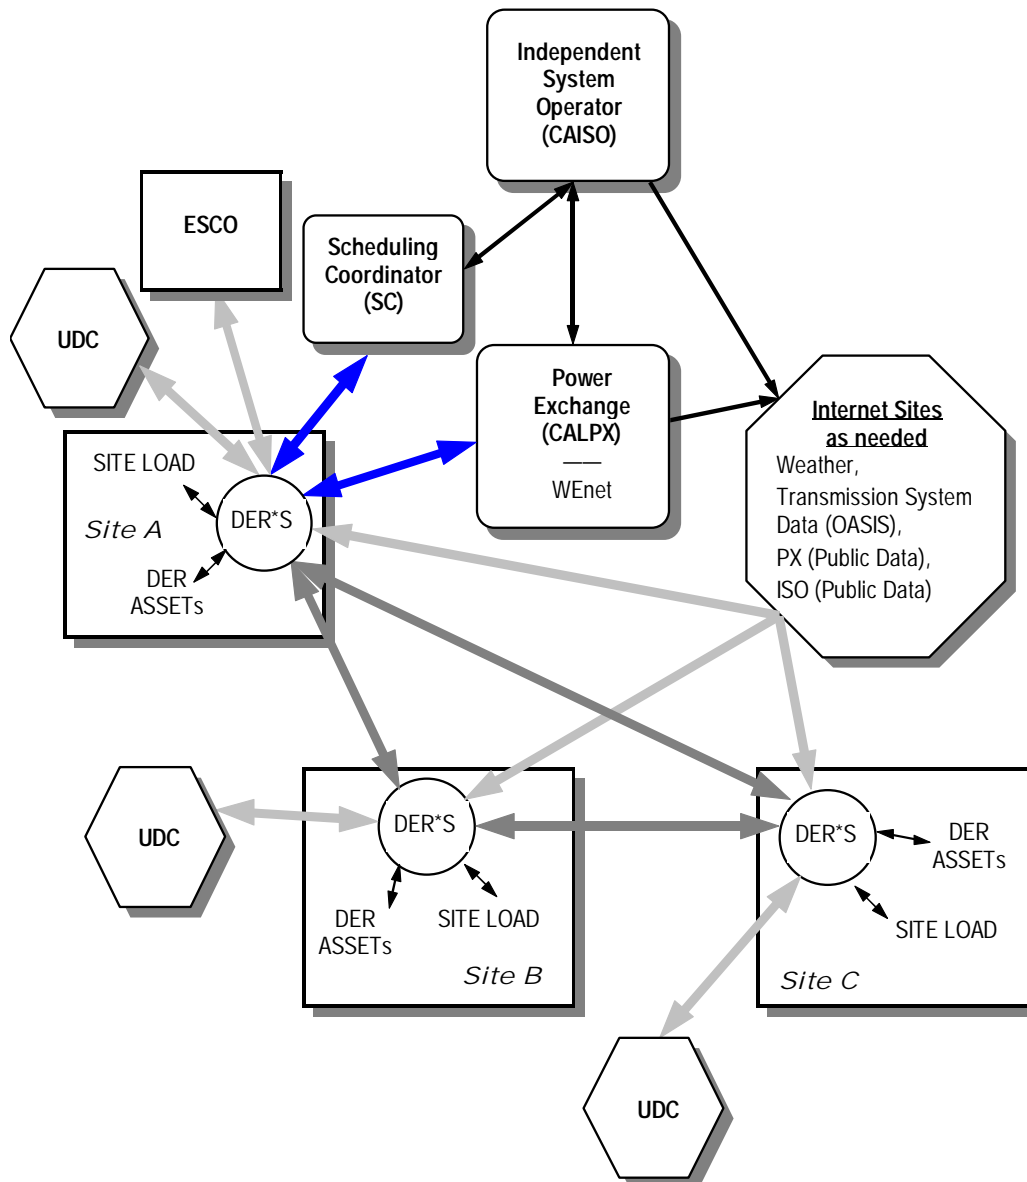 Independent
System
Operator
(CAISO)
ESCO
Scheduling
Coordinator
(SC)
UDC
Power
Exchange
(CALPX)
——
WEnet
Internet Sites
as needed
Weather,
Transmission System
Data (OASIS),
PX (Public Data),
ISO (Public Data)
SITE LOAD
DER*S
Site A
DER
ASSETs
UDC
DER*S
DER
ASSETs
SITE LOAD
Site B
DER*S
DER
ASSETs
SITE LOAD
Site C
UDC